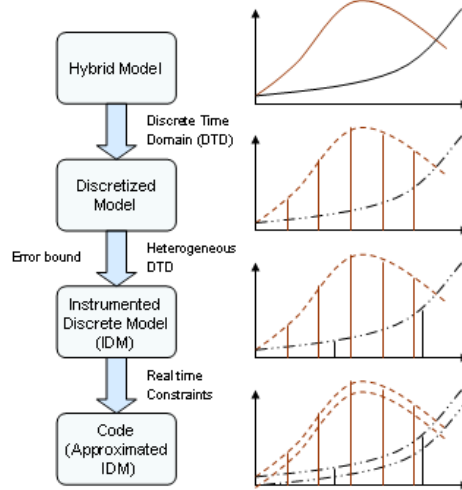 Hybrid Model
Discrete Time
Domain (DTD)
Discretized
Model
Error bound
Heterogeneous
DTD
Instrumented
Discrete Model
(IDM)
Real time
Constraints
Code
(Approximated
IDM)